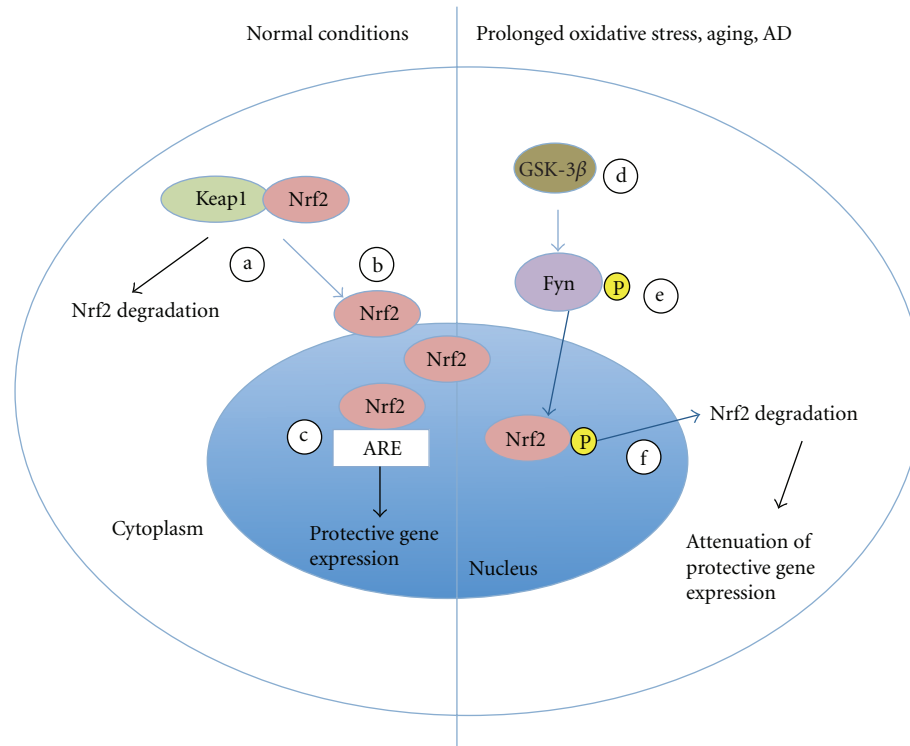 Normal conditions
Prolonged oxidative stress, aging, AD
Keap1
Nrf2
a
Nrf2 degradation
b
Nrf2
Nrf2
Nrf2
c
ARE
Protective gene
expression
Cytoplasm
Nucleus
GSK-3β
d
Fyn
P
e
Nrf2
P
f
Nrf2 degradation
Attenuation of
protective gene
expression